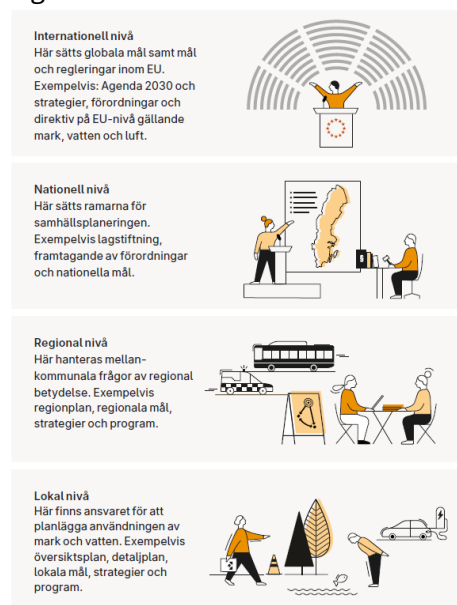 Internationell nivå
Här sätts globala mål samt mål
och regleringar inom EU.
Exempelvis: Agenda 2030 och
strategier, förordningar och
direktiv på EU-nivå gällande
mark, vatten och luft.
Nationell nivå
Här sätts ramarna för
samhällsplaneringen.
Exempelvis lagstiftning,
framtagande av förordningar
och nationella mål.
Regional nivå
Här hanteras mellan-
kommunala frågor av regional
betydelse. Exempelvis
regionplan, regionala mål,
strategier och program.
Lokal nivå
Här finns ansvaret för att
planlägga användningen av
mark och vatten. Exempelvis
översiktsplan, detaljplan,
lokala mål, strategier och
program.